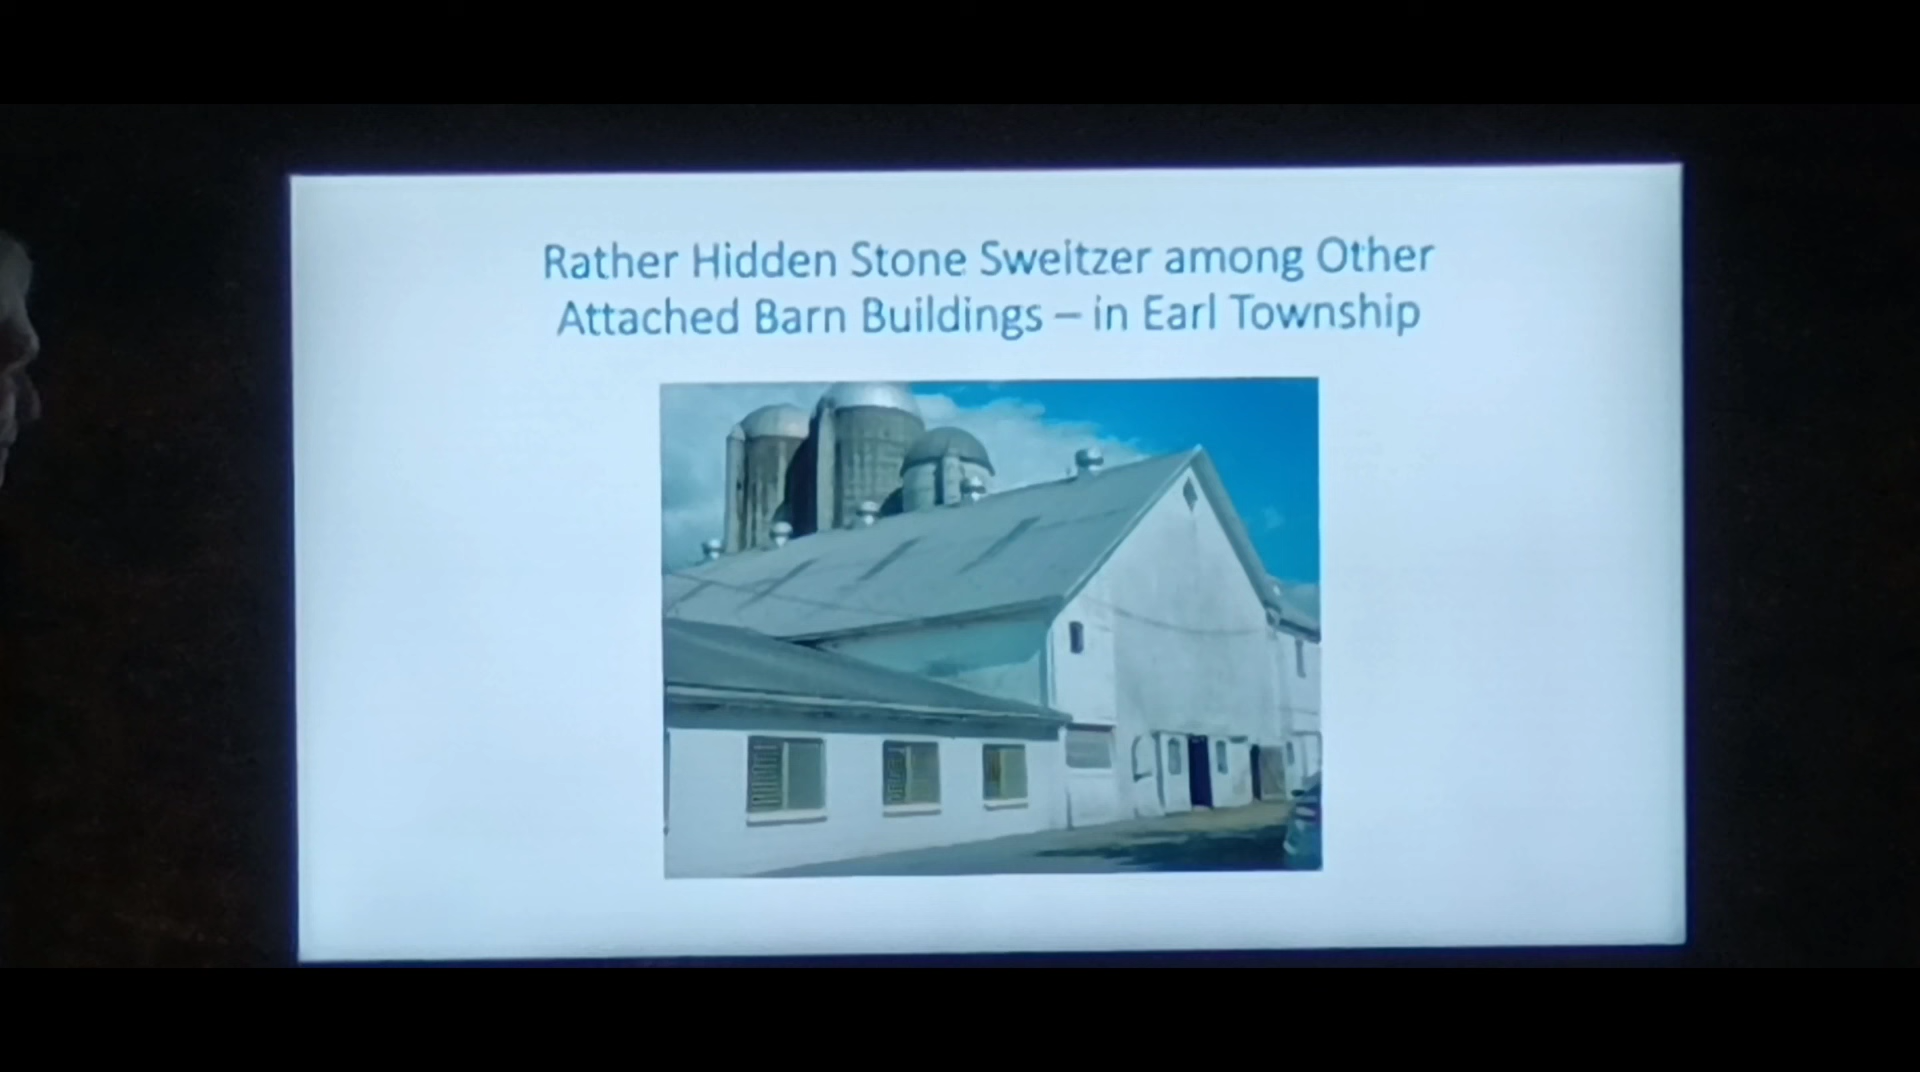 Rather Hidden Stone Sweitzer among Other
Attached Barn Buildings – in Earl Township